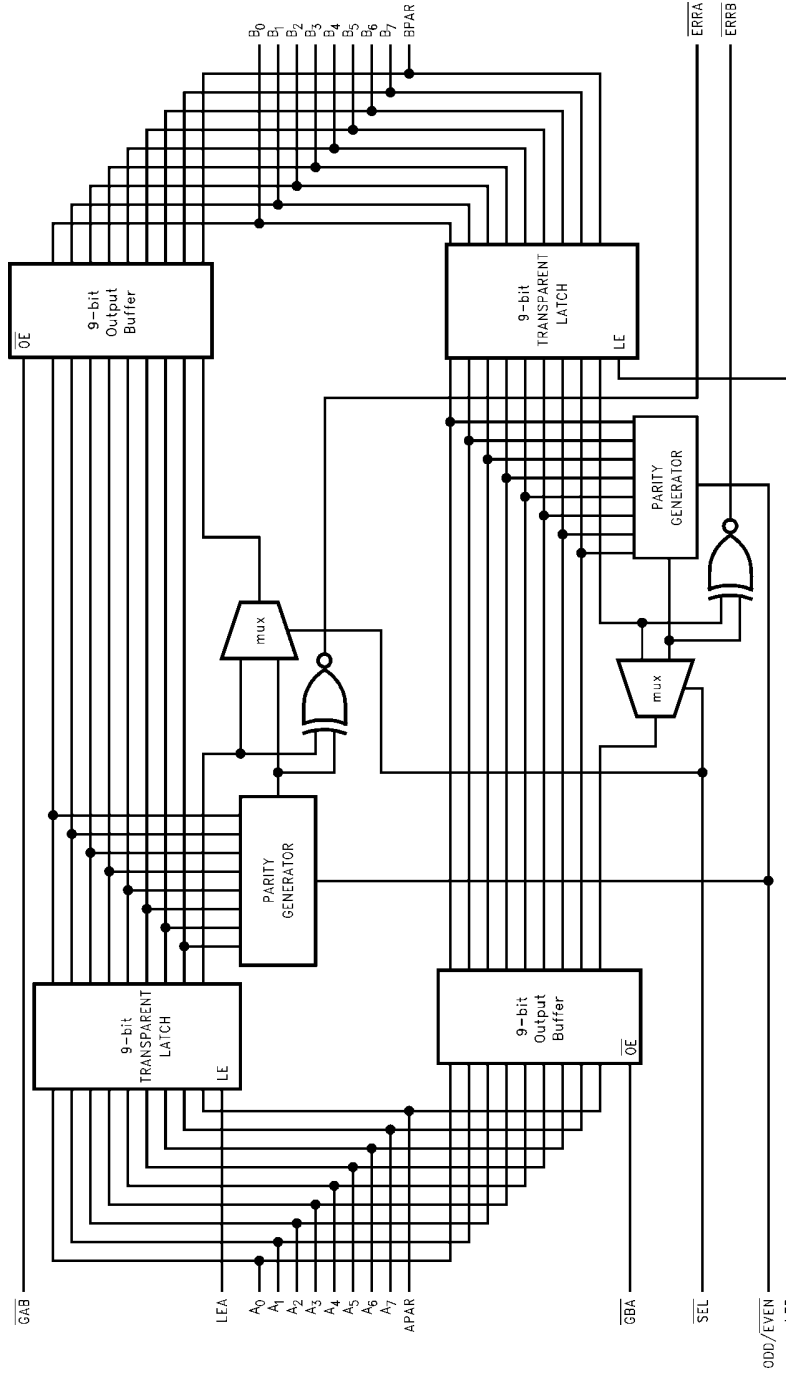 GAB
LEA
A₀
A₁
A₂
A₃
A₄
A₅
A₆
A₇
APAR
GBA
SEL
ODD/EVEN
9-bit
TRANSPARENT
LATCH
LE
PARITY
GENERATOR
mux
OE
9-bit
Output
Buffer
B₀
B₁
B₂
B₃
B₄
B₅
B₆
B₇
BPAR
ERRA
ERRB
9-bit
Output
Buffer
OE
mux
PARITY
GENERATOR
9-bit
TRANSPARENT
LATCH
LE